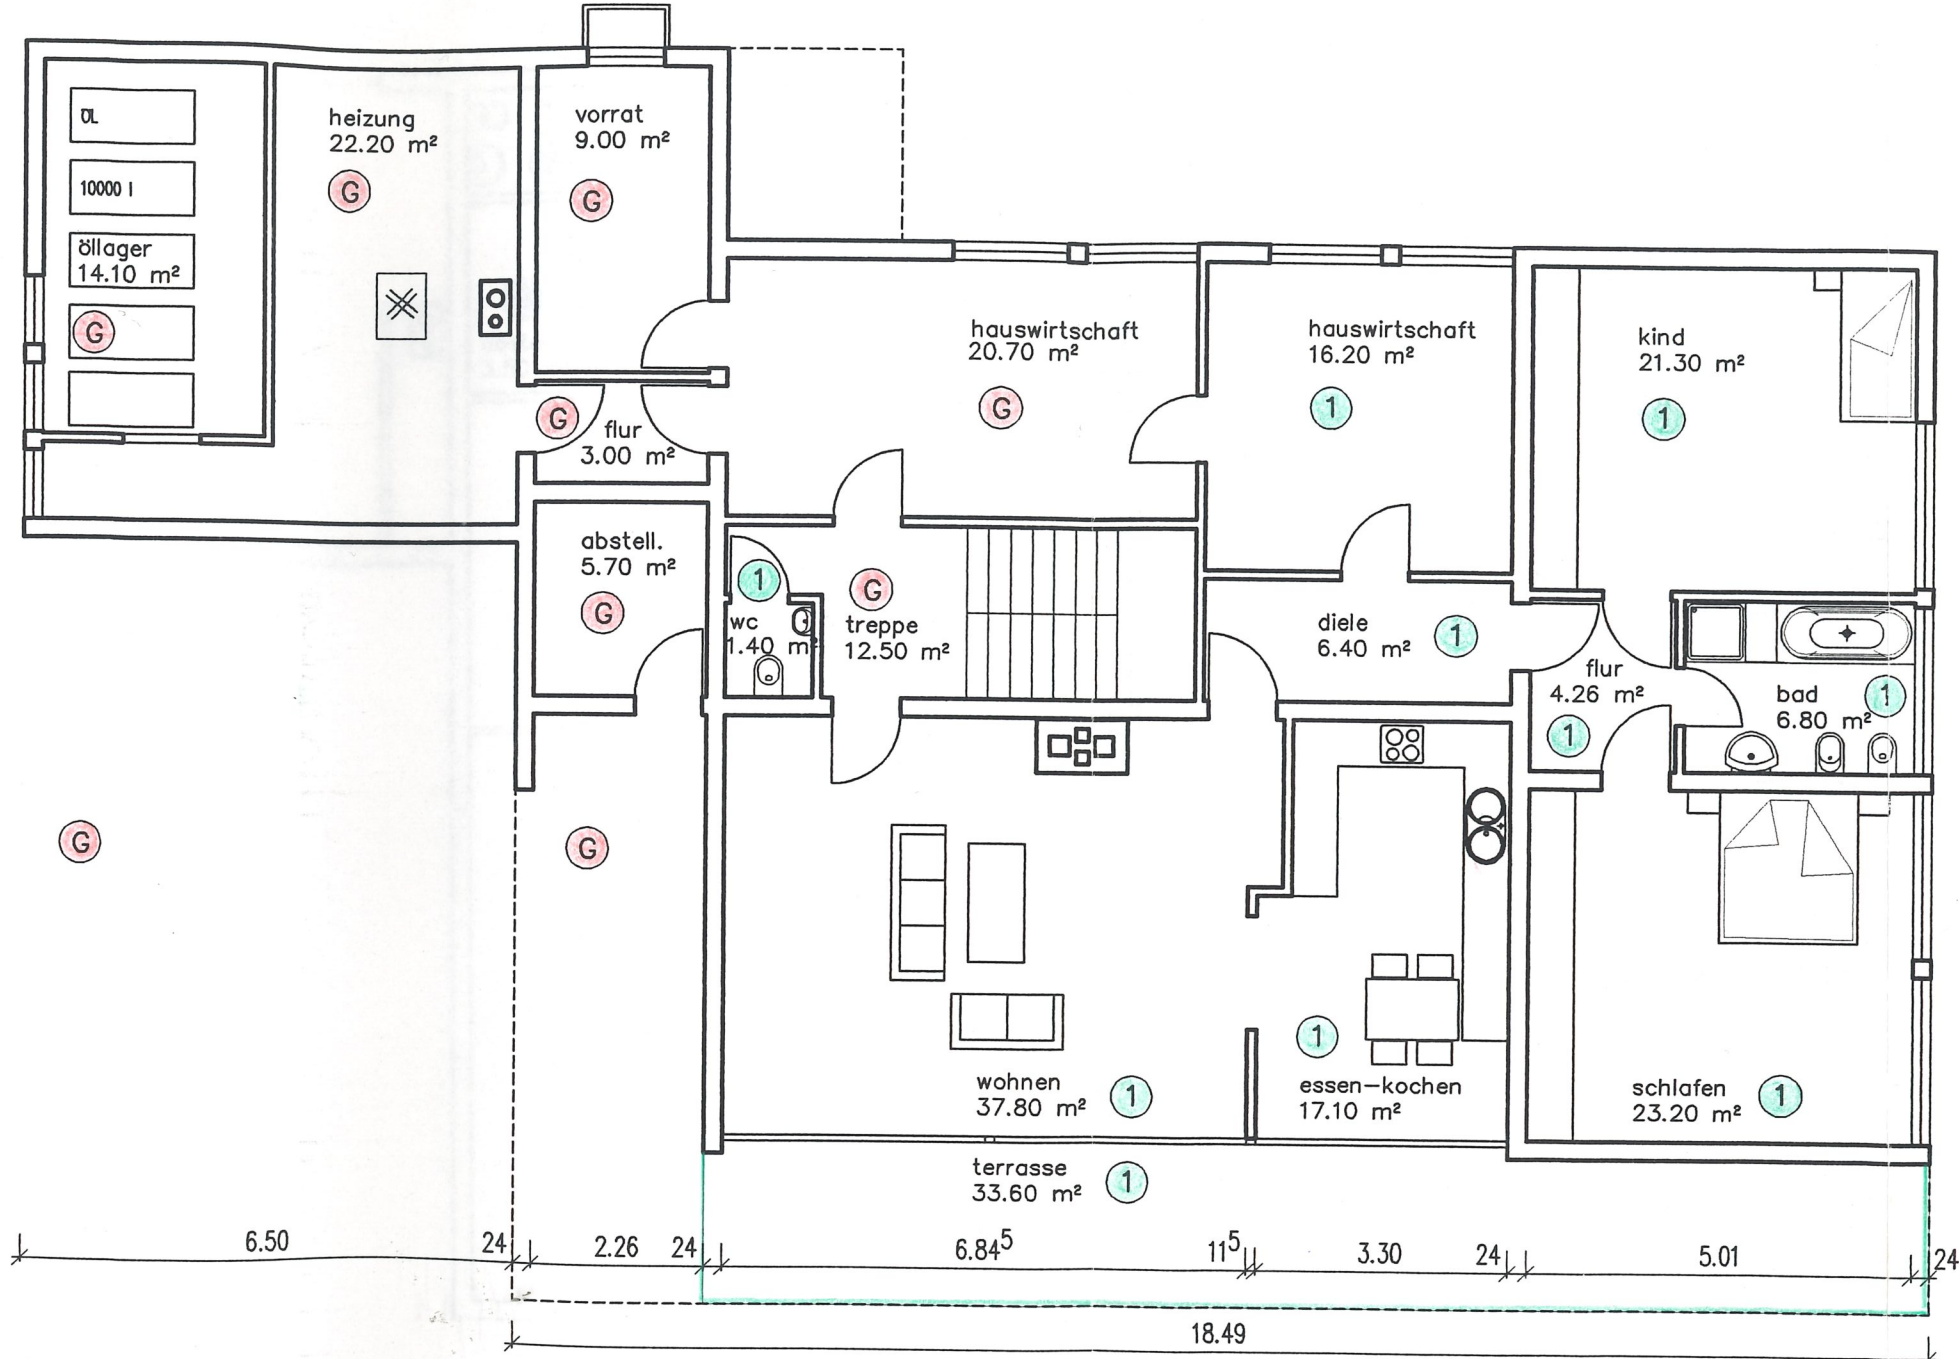 ÖL
10000 l
öllager
14.10 m²
G
heizung
22.20 m²
G
vorrat
9.00 m²
G
G
flur
3.00 m²
hauswirtschaft
20.70 m²
G
hauswirtschaft
16.20 m²
1
kind
21.30 m²
1
abstell.
5.70 m²
G
1
wc
1.40 m²
G
treppe
12.50 m²
diele
6.40 m²
1
flur
4.26 m²
1
bad
6.80 m²
1
G
G
wohnen
37.80 m²
1
1
essen-kochen
17.10 m²
schlafen
23.20 m²
1
terrasse
33.60 m²
1
6.50 24 2.26 24 6.84⁵ 11⁵ 3.30 24 5.01 24
18.49